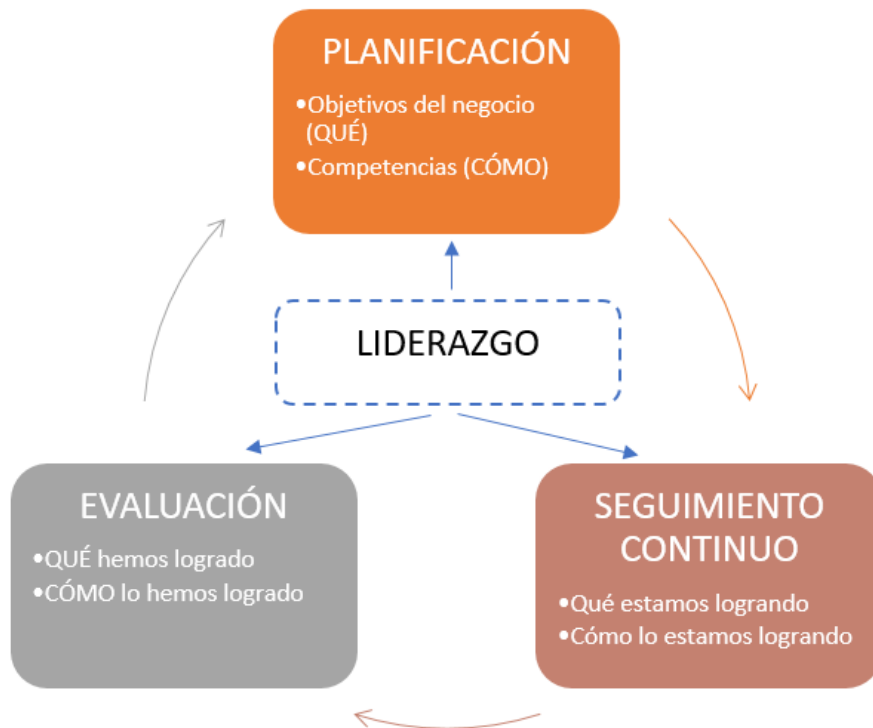 PLANIFICACIÓN
•Objetivos del negocio
(QUÉ)
•Competencias (CÓMO)
LIDERAZGO
EVALUACIÓN
•QUÉ hemos logrado
•CÓMO lo hemos logrado
SEGUIMIENTO
CONTINUO
•Qué estamos logrando
•Cómo lo estamos logrando